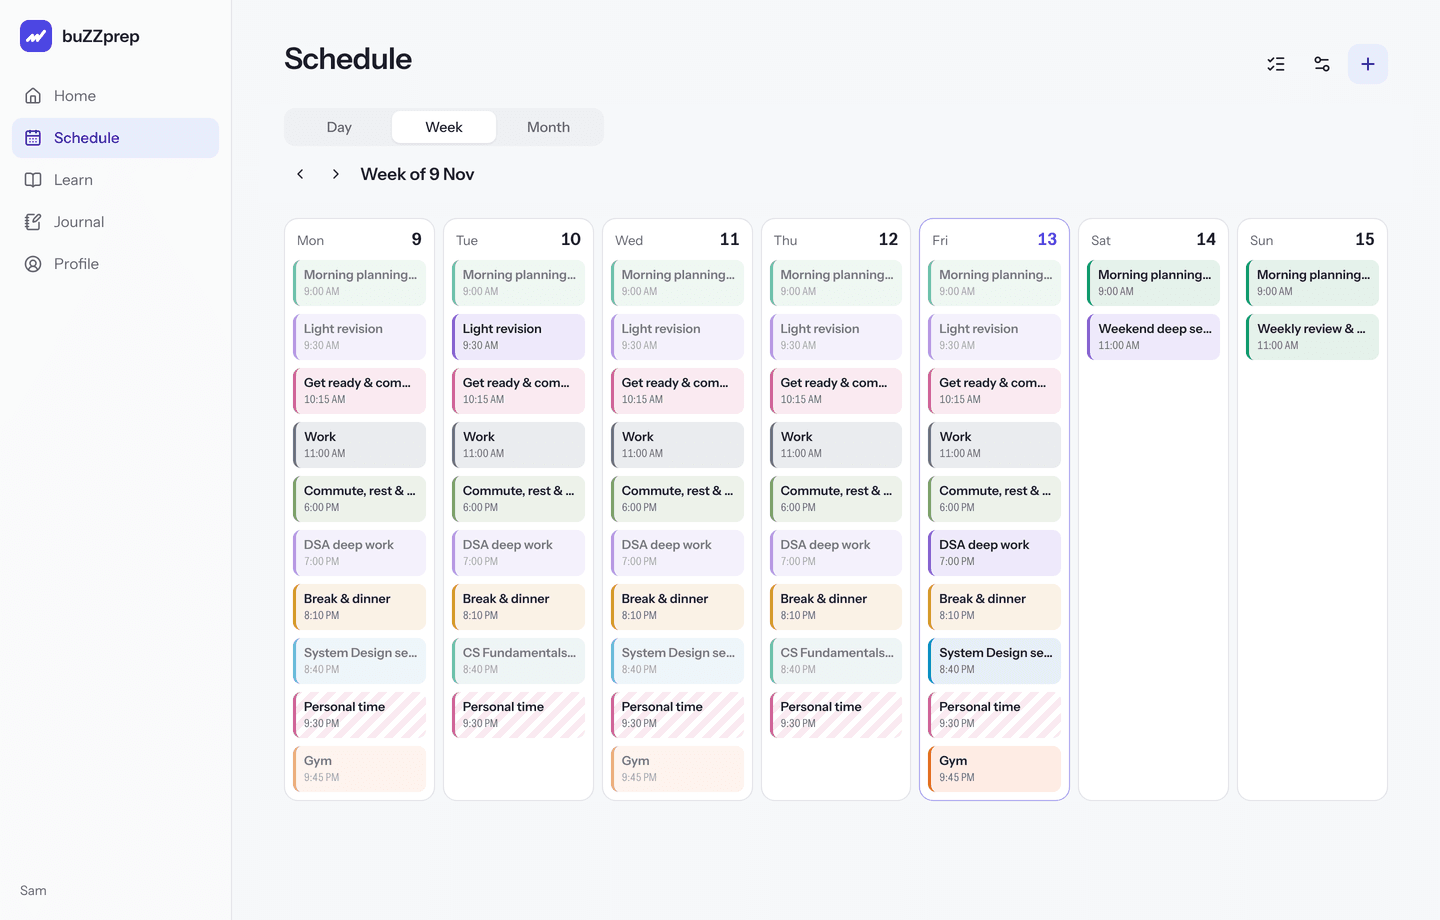 buZZprep
Home
Schedule
Learn
Journal
Profile
Sam
Schedule
Day
Week
Month
Week of 9 Nov
Mon 9
Morning planning...
9:00 AM
Light revision
9:30 AM
Get ready & com...
10:15 AM
Work
11:00 AM
Commute, rest & ...
6:00 PM
DSA deep work
7:00 PM
Break & dinner
8:10 PM
System Design se...
8:40 PM
Personal time
9:30 PM
Gym
9:45 PM
Tue 10
Morning planning...
9:00 AM
Light revision
9:30 AM
Get ready & com...
10:15 AM
Work
11:00 AM
Commute, rest & ...
6:00 PM
DSA deep work
7:00 PM
Break & dinner
8:10 PM
CS Fundamentals...
8:40 PM
Personal time
9:30 PM
Wed 11
Morning planning...
9:00 AM
Light revision
9:30 AM
Get ready & com...
10:15 AM
Work
11:00 AM
Commute, rest & ...
6:00 PM
DSA deep work
7:00 PM
Break & dinner
8:10 PM
System Design se...
8:40 PM
Personal time
9:30 PM
Gym
9:45 PM
Thu 12
Morning planning...
9:00 AM
Light revision
9:30 AM
Get ready & com...
10:15 AM
Work
11:00 AM
Commute, rest & ...
6:00 PM
DSA deep work
7:00 PM
Break & dinner
8:10 PM
CS Fundamentals...
8:40 PM
Personal time
9:30 PM
Fri 13
Morning planning...
9:00 AM
Light revision
9:30 AM
Get ready & com...
10:15 AM
Work
11:00 AM
Commute, rest & ...
6:00 PM
DSA deep work
7:00 PM
Break & dinner
8:10 PM
System Design se...
8:40 PM
Personal time
9:30 PM
Gym
9:45 PM
Sat 14
Morning planning...
9:00 AM
Weekend deep se...
11:00 AM
Sun 15
Morning planning...
9:00 AM
Weekly review & ...
11:00 AM